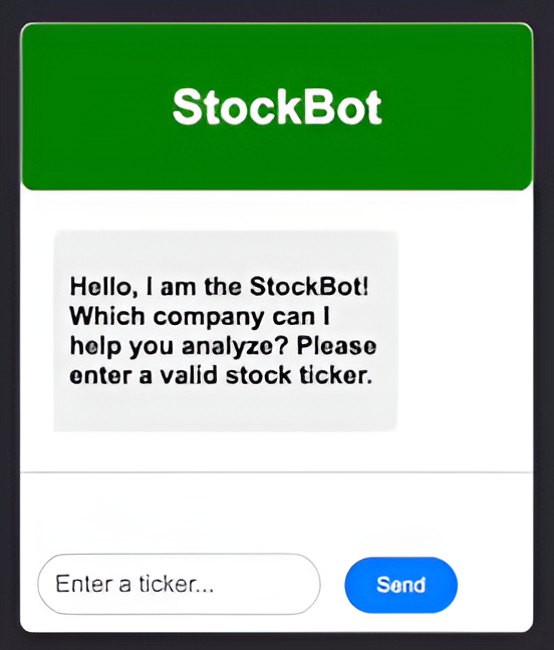 StockBot
Hello, I am the StockBot!
Which company can I
help you analyze? Please
enter a valid stock ticker.
Enter a ticker...
Send